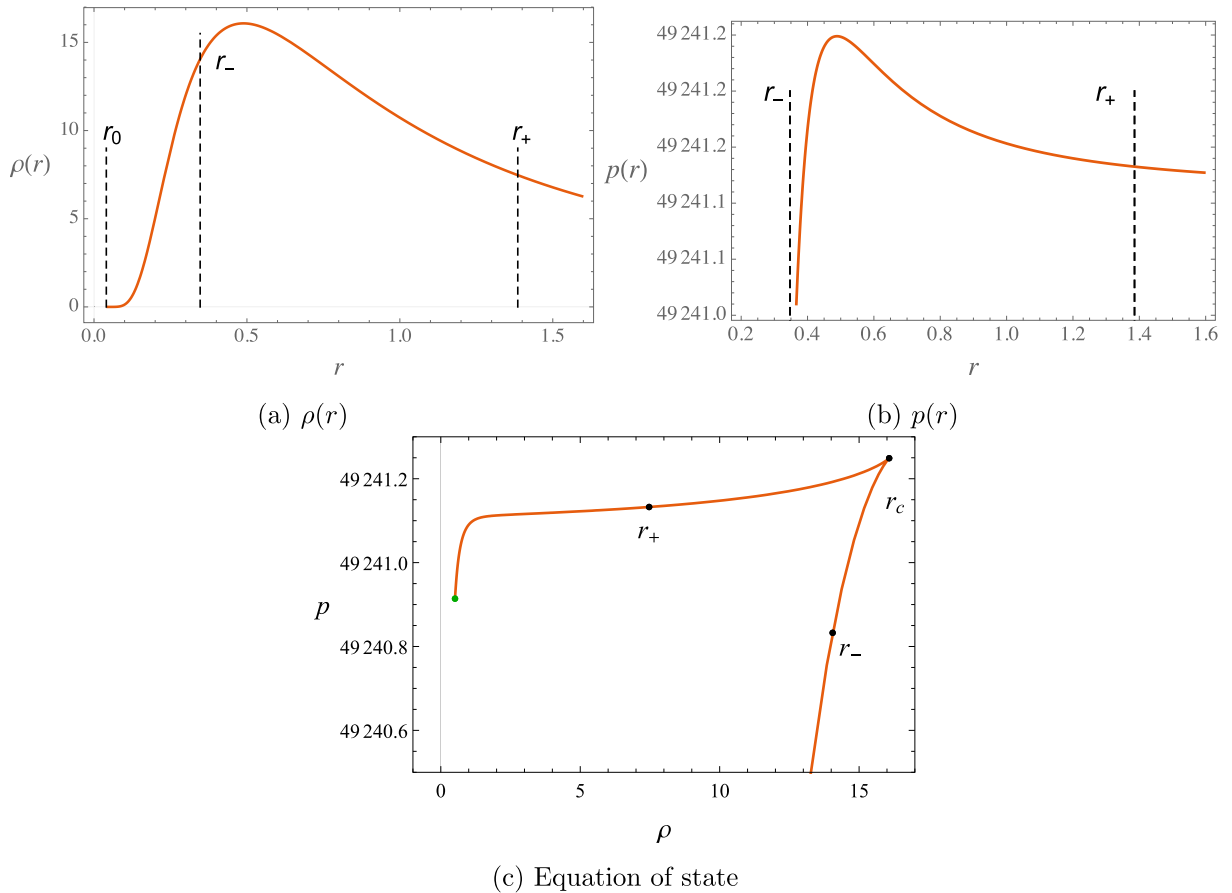 15
10
5
0
ρ(r)
r₀
r₋
r₊
0.0
0.5
1.0
1.5
r
(a) ρ(r)
49 241.2
49 241.2
49 241.2
49 241.1
49 241.1
49 241.0
p(r)
r₋
r₊
0.2
0.4
0.6
0.8
1.0
1.2
1.4
1.6
r
(b) p(r)
49 241.2
49 241.0
49 240.8
49 240.6
p
r₊
r_c
r₋
0
5
10
15
ρ
(c) Equation of state